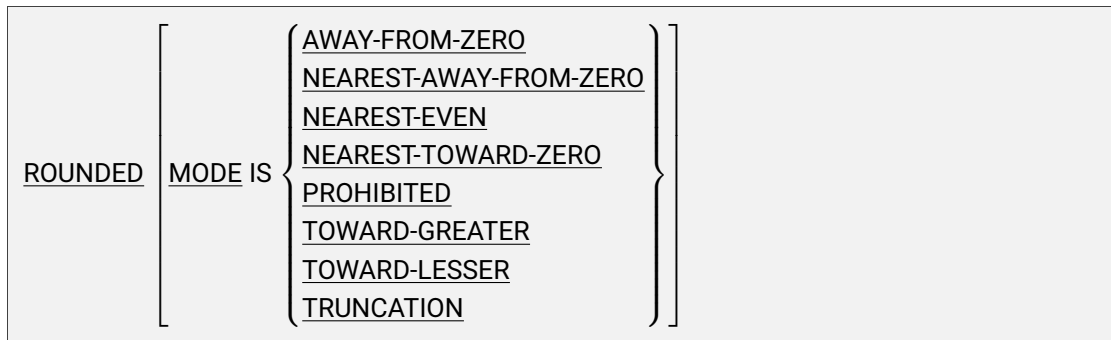 AWAY-FROM-ZERO
NEAREST-AWAY-FROM-ZERO
NEAREST-EVEN
NEAREST-TOWARD-ZERO
ROUNDED [ MODE IS { PROHIBITED } ]
TOWARD-GREATER
TOWARD-LESSER
TRUNCATION